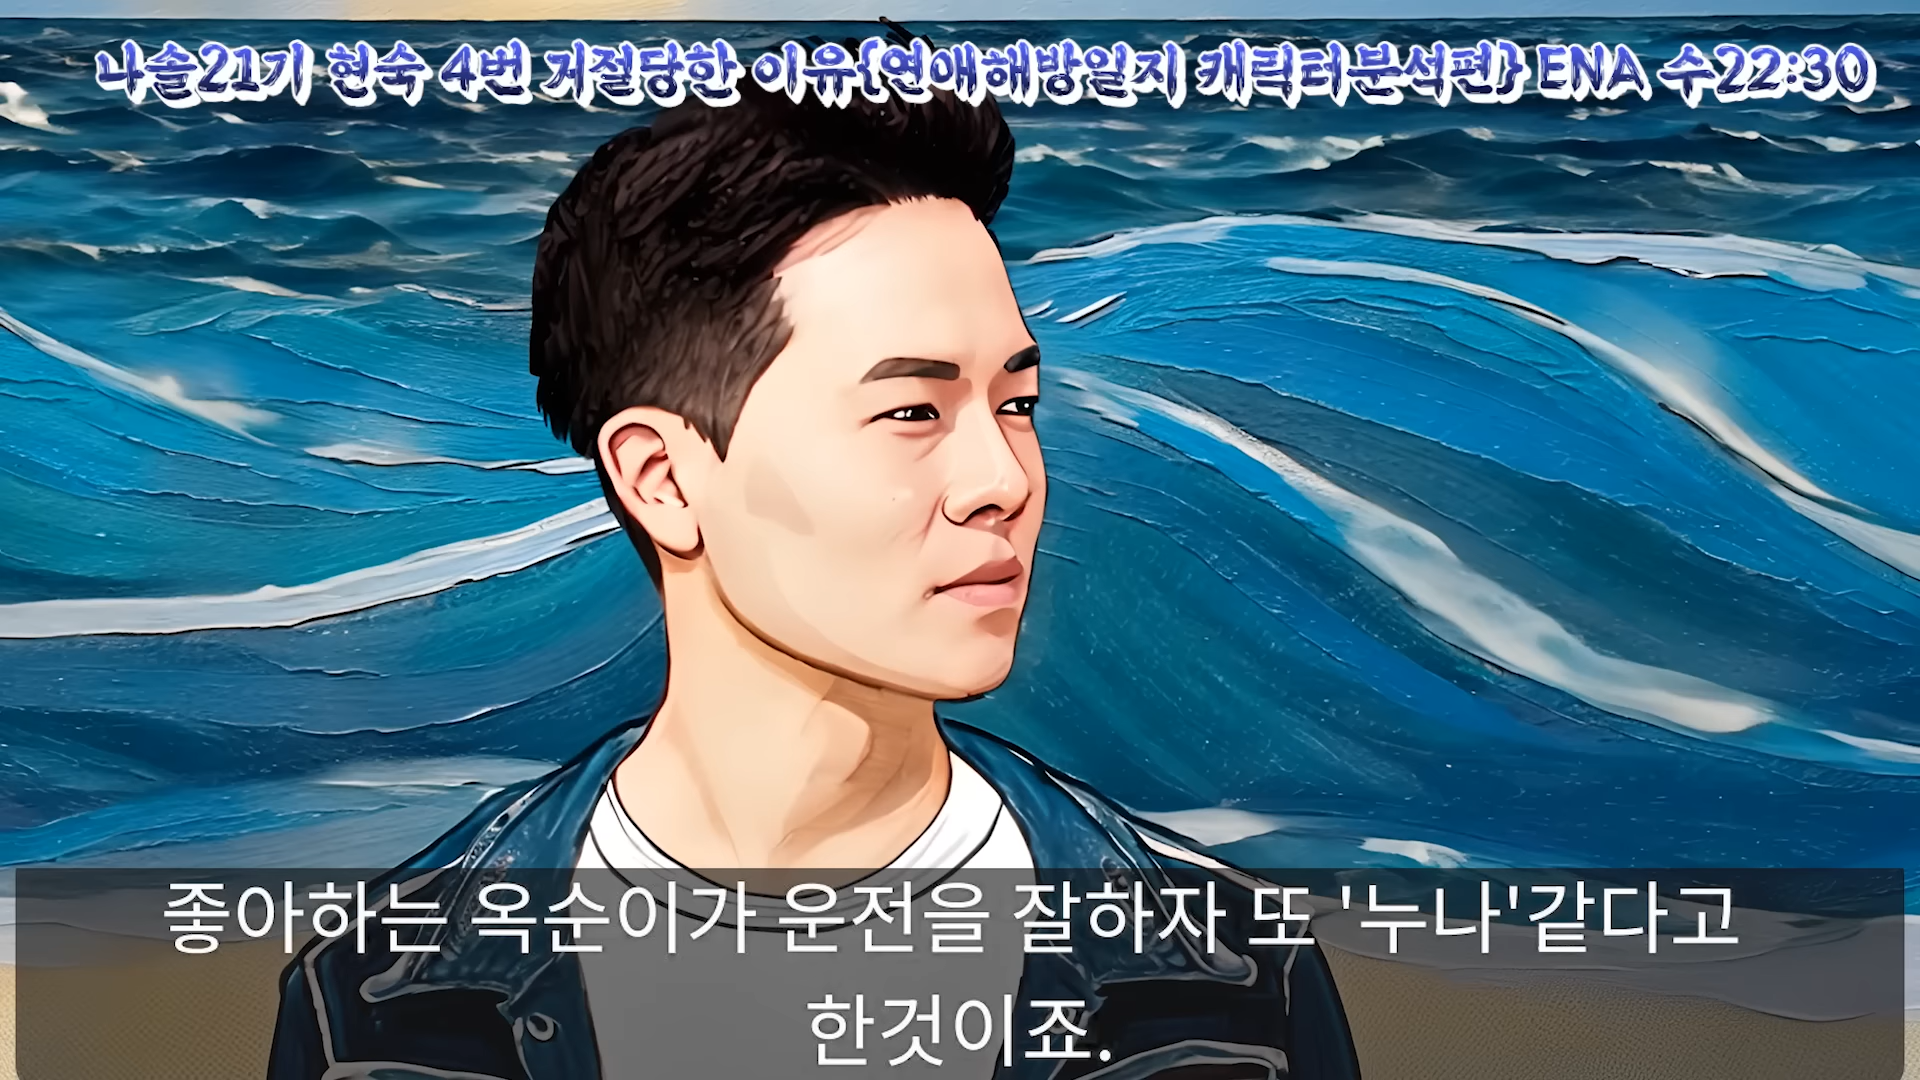 나솔21기 현숙 4번 거절당한 이유{연애해방일지 캐릭터분석편} ENA 수22:30
좋아하는 옥순이가 운전을 잘하자 또 '누나'같다고
한것이죠.